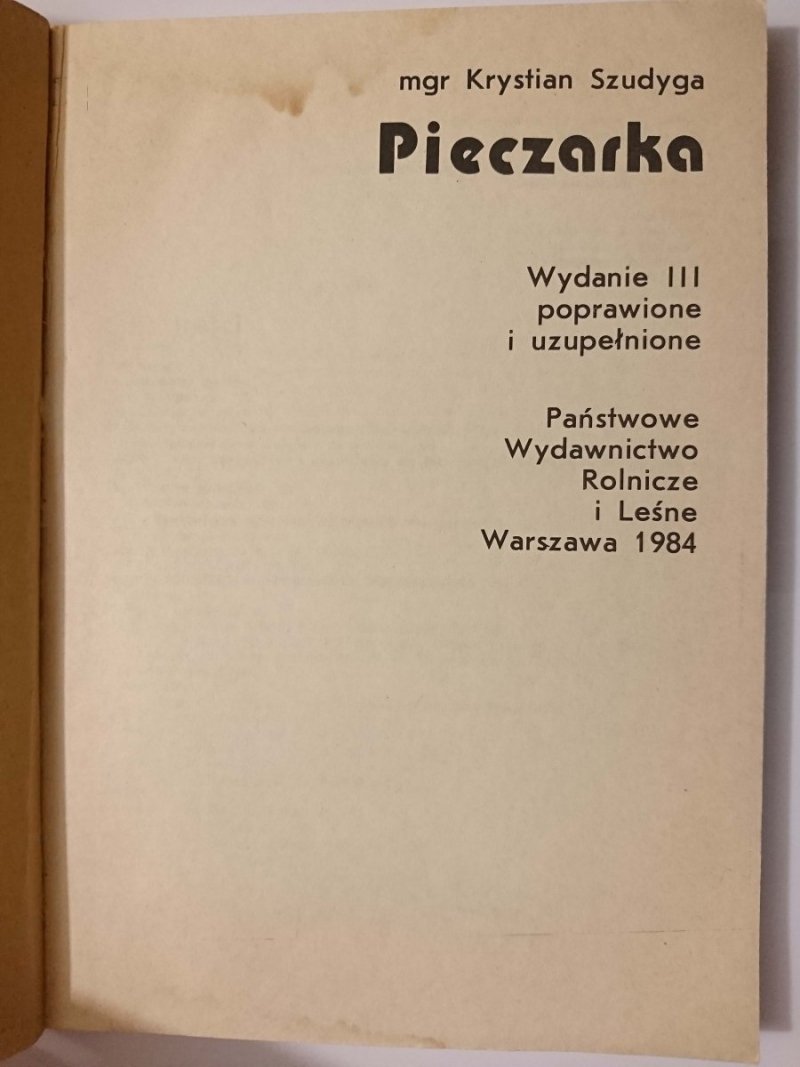 mgr Krystian Szudyga
Pieczarka
Wydanie III
poprawione
i uzupełnione
Państwowe
Wydawnictwo
Rolnicze
i Leśne
Warszawa 1984